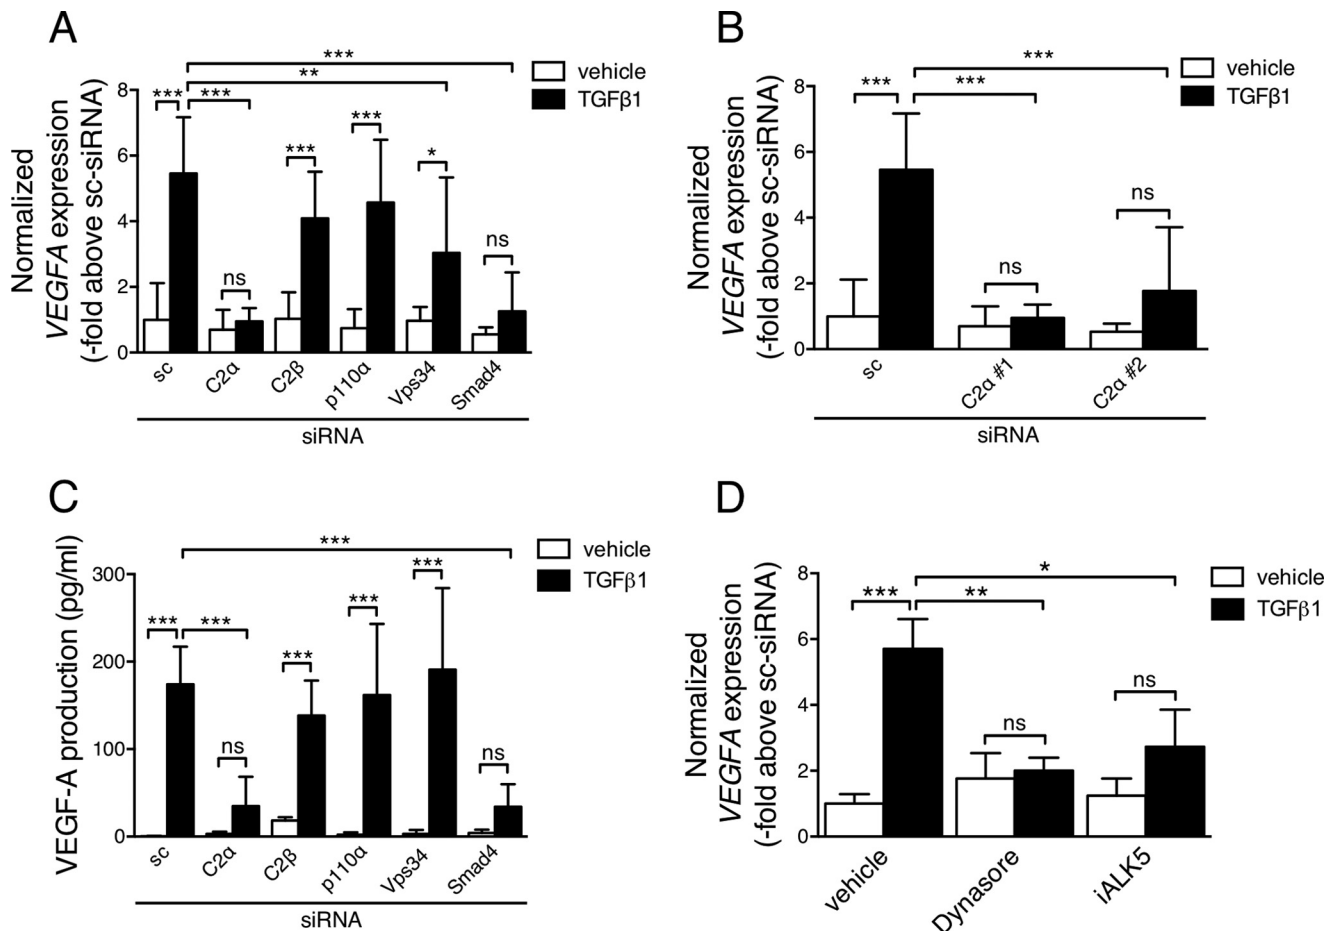 A
vehicle
TGFβ1
Normalized
VEGFA expression
(-fold above sc-siRNA)
8
6
4
2
0
***
**
***
***
***
***
*
ns
ns
sc
C2α
C2β
p110α
Vps34
Smad4
siRNA
B
vehicle
TGFβ1
Normalized
VEGFA expression
(-fold above sc-siRNA)
8
6
4
2
0
***
***
***
ns
ns
sc
C2α #1
C2α #2
siRNA
C
vehicle
TGFβ1
VEGF-A production (pg/ml)
300
200
100
0
***
***
***
***
***
***
ns
ns
sc
C2α
C2β
p110α
Vps34
Smad4
siRNA
D
vehicle
TGFβ1
Normalized
VEGFA expression
(-fold above sc-siRNA)
8
6
4
2
0
*
***
**
ns
ns
vehicle
Dynasore
iALK5